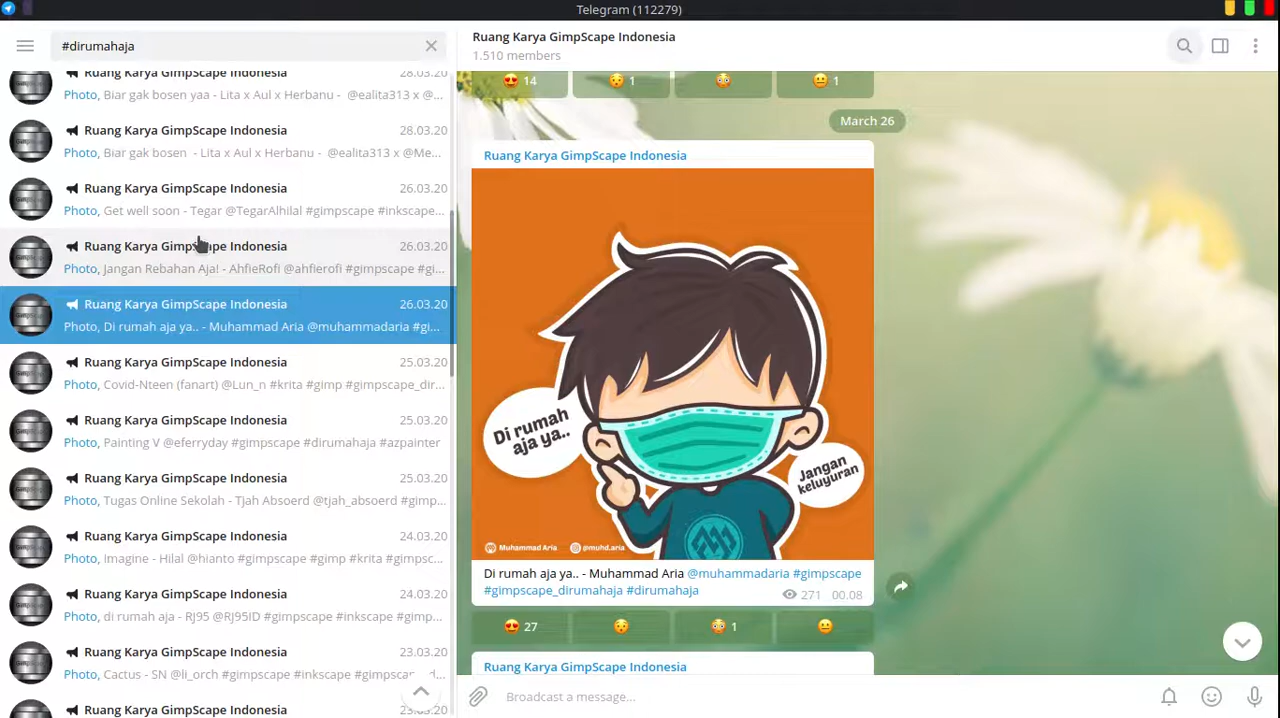 Telegram (112279)
#dirumahaja
Ruang Karya GimpScape Indonesia 28.03.20
Photo, Biar gak bosen yaa - Lita x Aul x Herbanu - @ealita313 x @...
Ruang Karya GimpScape Indonesia 28.03.20
Photo, Biar gak bosen - Lita x Aul x Herbanu - @ealita313 x @Me...
Ruang Karya GimpScape Indonesia 26.03.20
Photo, Get well soon - Tegar @TegarAlhilal #gimpscape #inkscape...
Ruang Karya GimpScape Indonesia 26.03.20
Photo, Jangan Rebahan Aja! - AhfieRofi @ahfierofi #gimpscape #gi...
Ruang Karya GimpScape Indonesia 26.03.20
Photo, Di rumah aja ya.. - Muhammad Aria @muhammadaria #gi...
Ruang Karya GimpScape Indonesia 25.03.20
Photo, Covid-Nteen (fanart) @Lun_n #krita #gimp #gimpscape_dir...
Ruang Karya GimpScape Indonesia 25.03.20
Photo, Painting V @eferryday #gimpscape #dirumahaja #azpainter
Ruang Karya GimpScape Indonesia 25.03.20
Photo, Tugas Online Sekolah - Tjah Absoerd @tjah_absoerd #gimp...
Ruang Karya GimpScape Indonesia 24.03.20
Photo, Imagine - Hilal @hianto #gimpscape #gimp #krita #gimpsc...
Ruang Karya GimpScape Indonesia 24.03.20
Photo, di rumah aja - RJ95 @RJ95ID #gimpscape #inkscape #gimp...
Ruang Karya GimpScape Indonesia 23.03.20
Photo, Cactus - SN @li_orch #gimpscape #inkscape #gimpscape_d...
Ruang Karya GimpScape Indonesia 23.03.20
Ruang Karya GimpScape Indonesia
1.510 members
14 1 1
March 26
Ruang Karya GimpScape Indonesia
Di rumah
aja ya..
Jangan
keluyuran
Muhammad Aria @muhd.aria
Di rumah aja ya.. - Muhammad Aria @muhammadaria #gimpscape
#gimpscape_dirumahaja #dirumahaja
271 00.08
27 1
Ruang Karya GimpScape Indonesia
Broadcast a message...